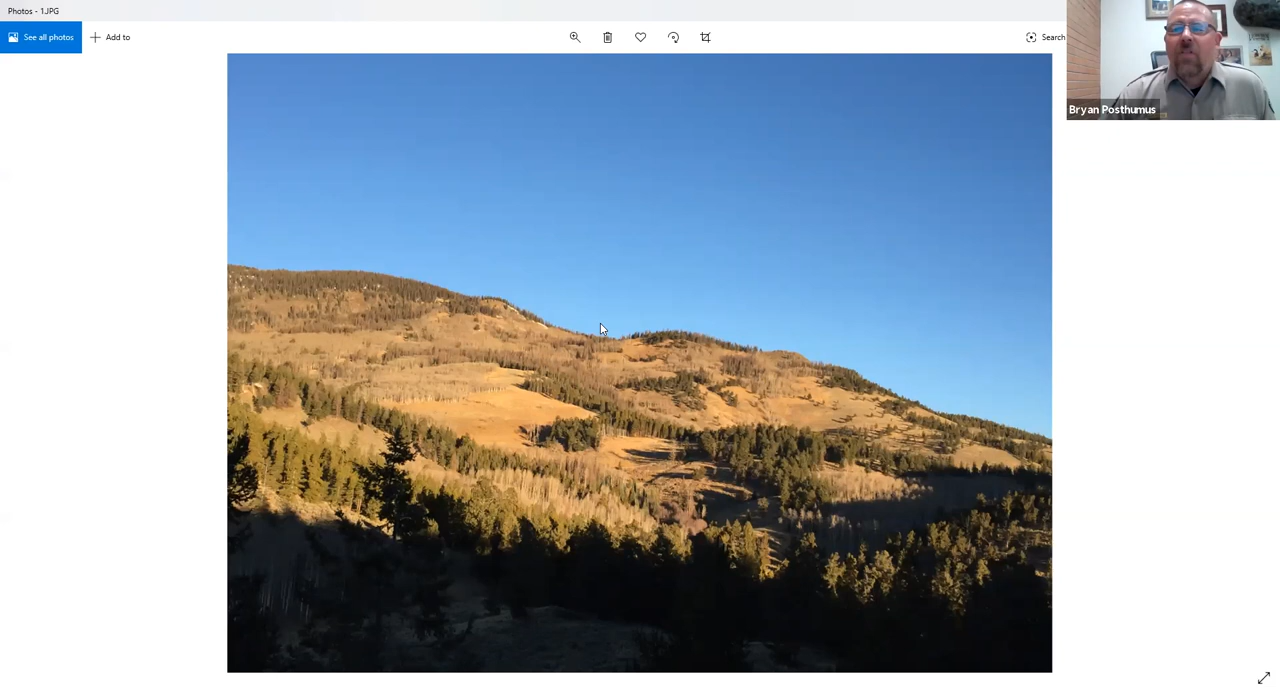 Photos - 1.JPG
See all photos
Add to
Search
Bryan Posthumus